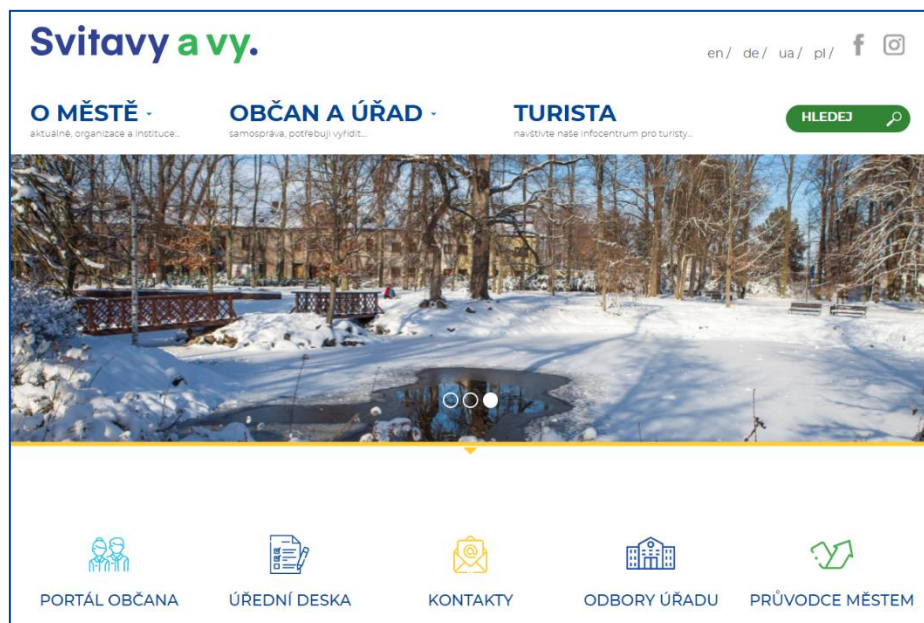 Svitavy a vy.
en / de / ua / pl /
O MĚSTĚ
aktuálně, organizace a instituce...
OBČAN A ÚŘAD
samospráva, potřebuji vyřídit...
TURISTA
navštivte naše infocentrum pro turisty...
HLEDEJ
PORTÁL OBČANA
ÚŘEDNÍ DESKA
KONTAKTY
ODBORY ÚŘADU
PRŮVODCE MĚSTEM